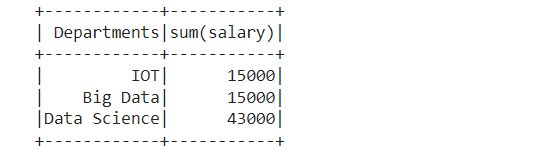 +------------+-----------+
| Departments|sum(salary)|
+------------+-----------+
|         IOT|      15000|
|    Big Data|      15000|
|Data Science|      43000|
+------------+-----------+